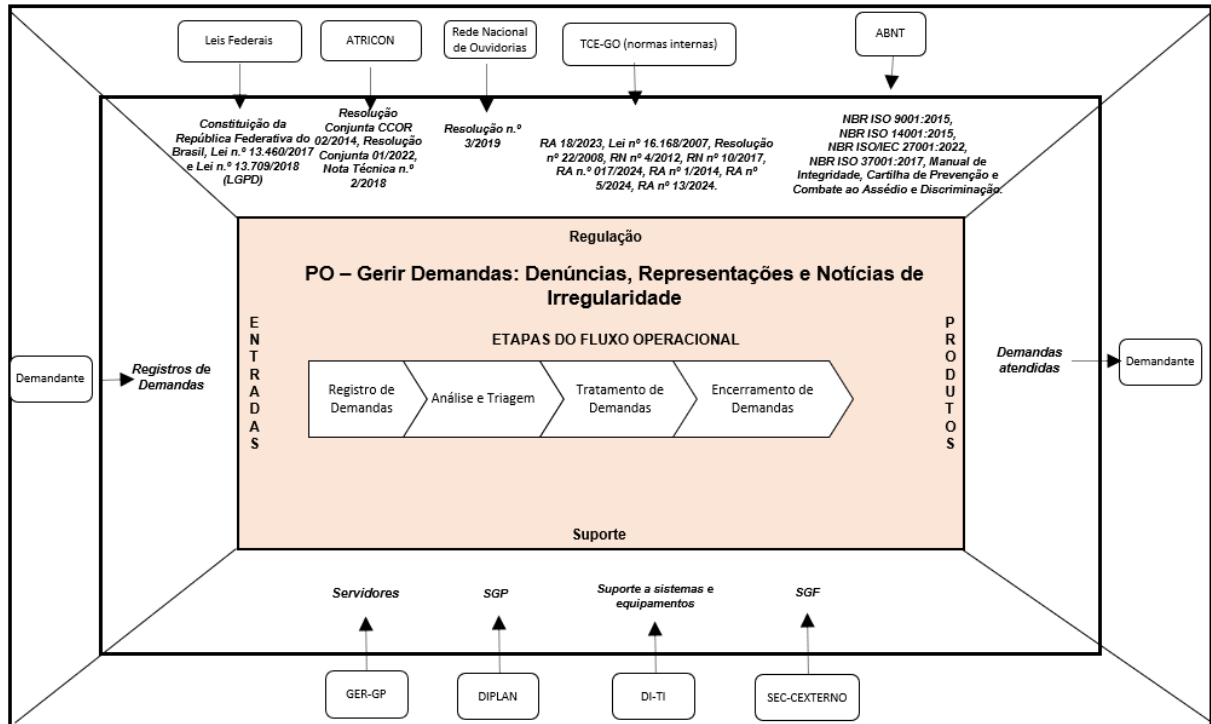 Leis Federais
ATRICON
Rede Nacional
de Ouvidorias
TCE-GO (normas internas)
ABNT
Constituição da
República Federativa do
Brasil, Lei n.º 13.460/2017
e Lei n.º 13.709/2018
(LGPD)
Resolução
Conjunta CCOR
02/2014, Resolução
Conjunta 01/2022,
Nota Técnica n.º
2/2018
Resolução n.º
3/2019
RA 18/2023, Lei nº 16.168/2007, Resolução
nº 22/2008, RN nº 4/2012, RN nº 10/2017,
RA n.º 017/2024, RA nº 1/2014, RA nº
5/2024, RA nº 13/2024.
NBR ISO 9001:2015,
NBR ISO 14001:2015,
NBR ISO/IEC 27001:2022,
NBR ISO 37001:2017, Manual de
Integridade, Cartilha de Prevenção e
Combate ao Assédio e Discriminação.
Regulação
PO – Gerir Demandas: Denúncias, Representações e Notícias de
Irregularidade
ETAPAS DO FLUXO OPERACIONAL
Demandante
Registros de
Demandas
ENTRADAS
Registro de
Demandas
Análise e Triagem
Tratamento de
Demandas
Encerramento de
Demandas
PRODUTOS
Demandas
atendidas
Demandante
Suporte
Servidores
SGP
Suporte a sistemas e
equipamentos
SGF
GER-GP
DIPLAN
DI-TI
SEC-CEXTERNO